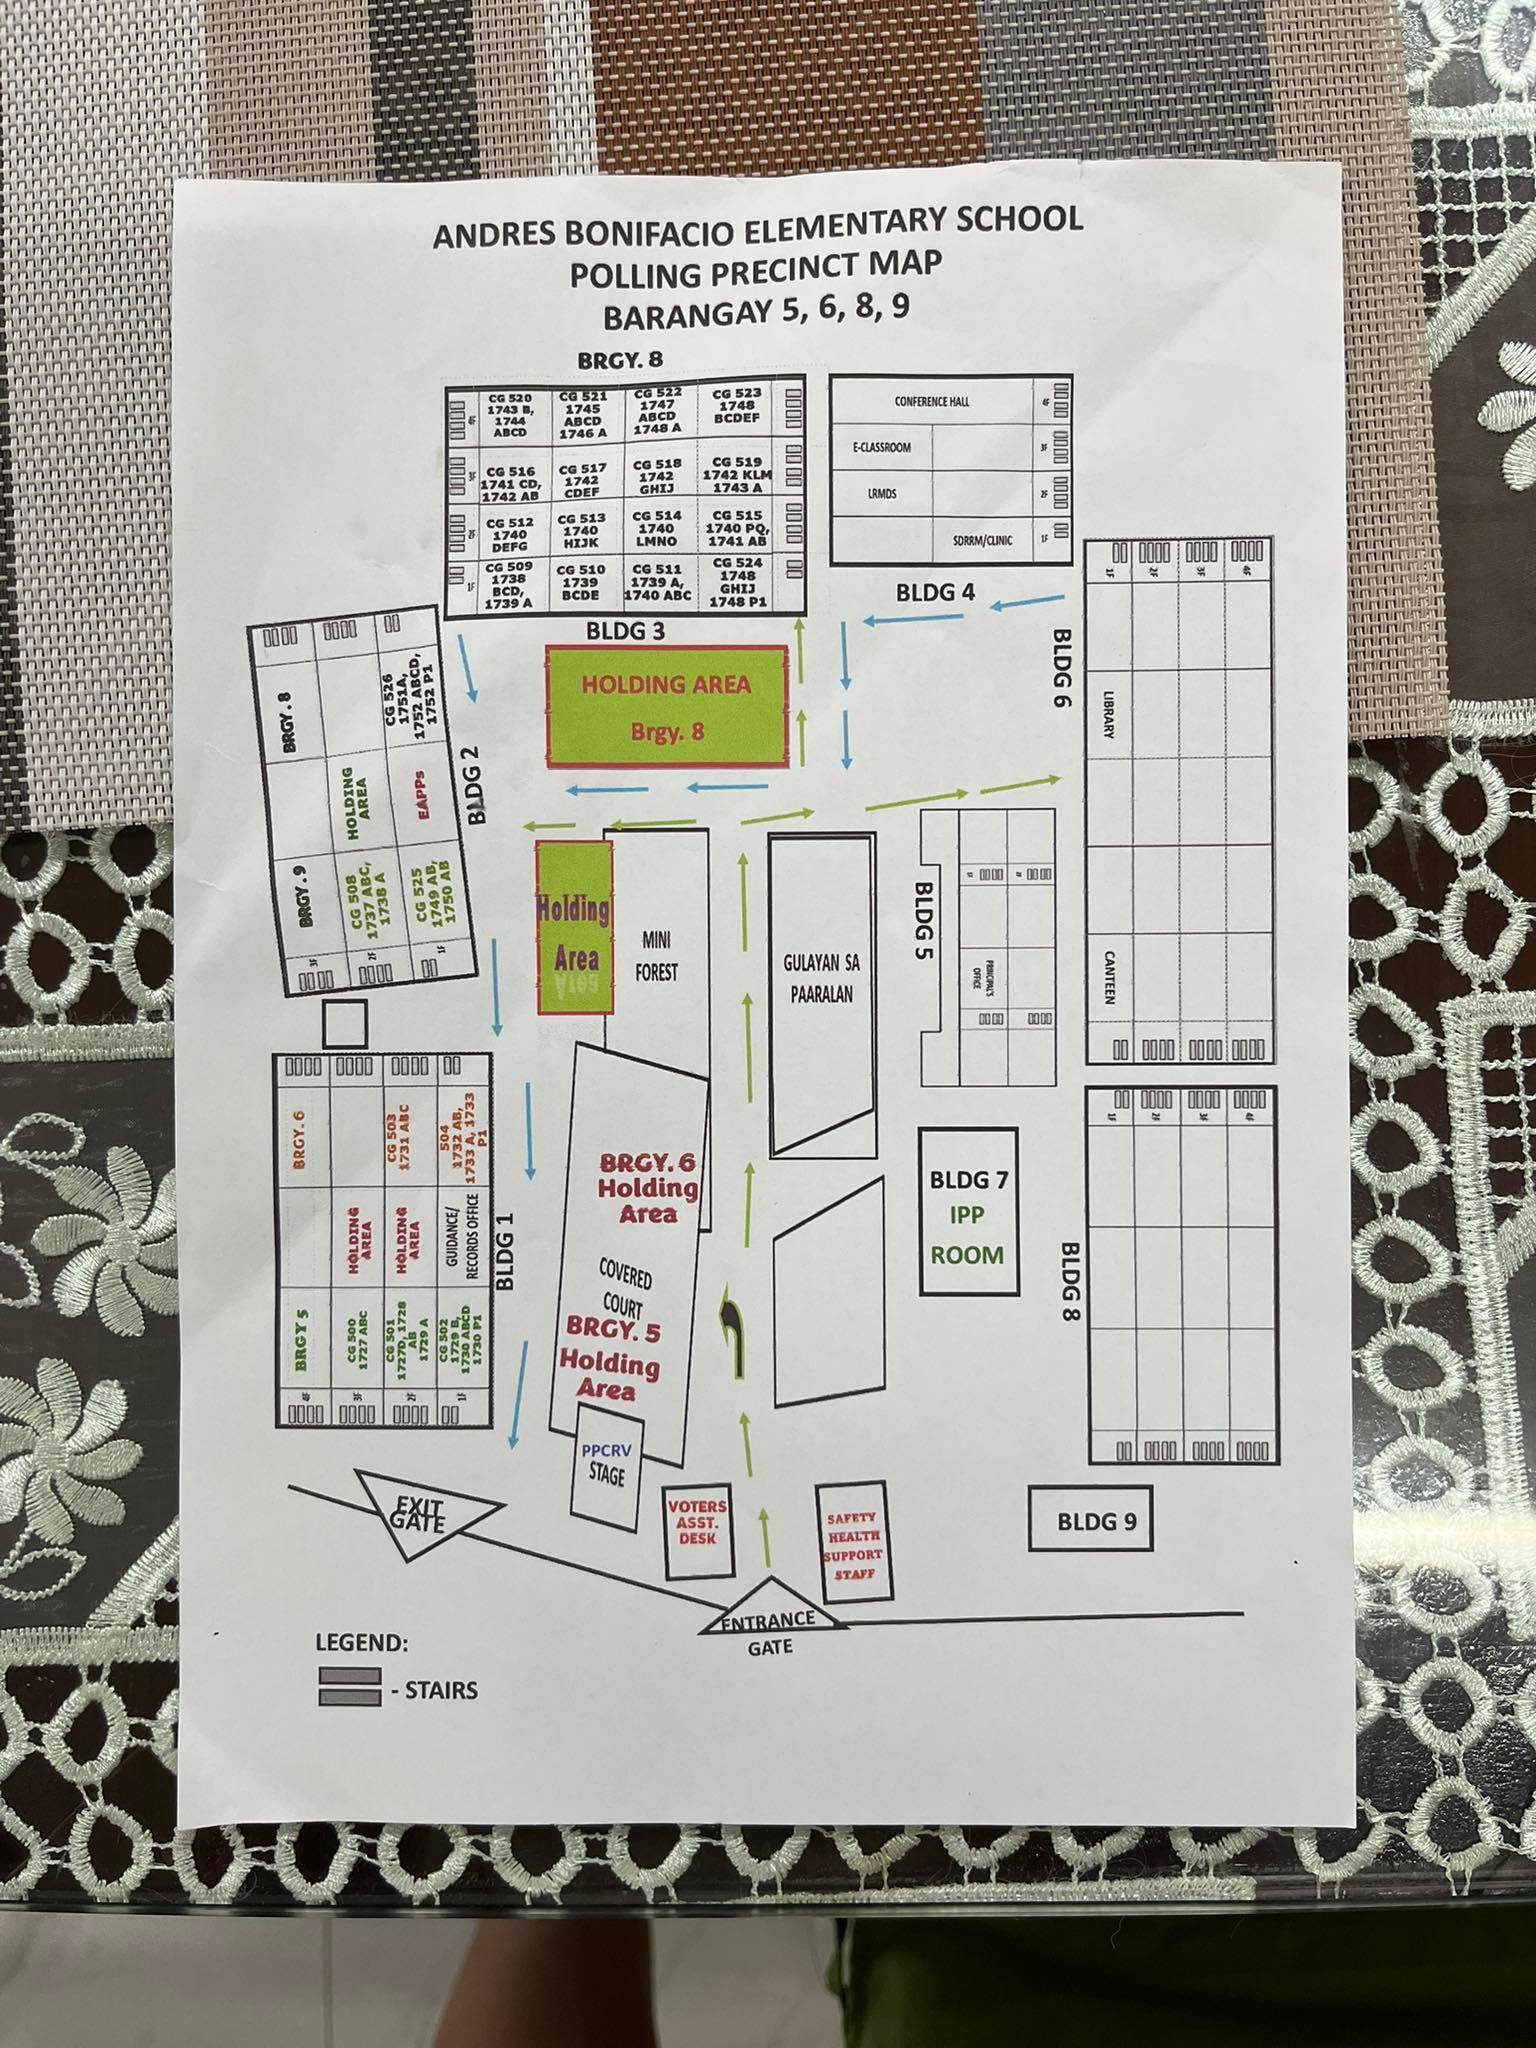 ANDRES BONIFACIO ELEMENTARY SCHOOL
POLLING PRECINCT MAP
BARANGAY 5, 6, 8, 9
BRGY. 8
4F
CG 520
1743 B,
1744
ABCD
CG 521
1745
ABCD
1746 A
CG 522
1747
ABCD
1748 A
CG 523
1748
BCDEF
3F
CG 516
1741 CD,
1742 AB
CG 517
1742
CDEF
CG 518
1742
GHIJ
CG 519
1742 KLM
1743 A
2F
CG 512
1740
DEFG
CG 513
1740
HIJK
CG 514
1740
LMNO
CG 515
1740 PQ,
1741 AB
1F
CG 509
1738
BCD,
1739 A
CG 510
1739
BCDE
CG 511
1739 A,
1740 ABC
CG 524
1748
GHIJ
1748 P1
BLDG 3
CONFERENCE HALL
4F
E-CLASSROOM
3F
LRMDS
2F
SDRRM/CLINIC
1F
BLDG 4
HOLDING AREA
Brgy. 8
BRGY. 8
CG 526
1751A,
1752 ABCD,
1752 P1
HOLDING
AREA
EAPPs
BRGY. 9
CG 508
1737 ABC,
1738 A
CG 525
1749 AB,
1750 AB
3F
2F
1F
BLDG 2
Holding
Area
MINI
FOREST
GULAYAN SA
PAARALAN
BLDG 5
1F
PRINCIPAL'S
OFFICE
1F
2F
3F
4F
LIBRARY
CANTEEN
BLDG 6
BRGY. 6
CG 503
1731 ABC
504
1732 AB,
1733 A, 1733
P1
HOLDING
AREA
HOLDING
AREA
GUIDANCE/
RECORDS OFFICE
BRGY 5
CG 500
1727 ABC
CG 501
1727D, 1728
AB
1729 A
CG 502
1729 B,
1730 ABCD
1730 P1
4F
3F
2F
1F
BLDG 1
BRGY. 6
Holding
Area
COVERED
COURT
BRGY. 5
Holding
Area
PPCRV
STAGE
BLDG 7
IPP
ROOM
1F
2F
3F
4F
BLDG 8
EXIT
GATE
VOTERS
ASST.
DESK
SAFETY
HEALTH
SUPPORT
STAFF
BLDG 9
ENTRANCE
GATE
LEGEND:
- STAIRS